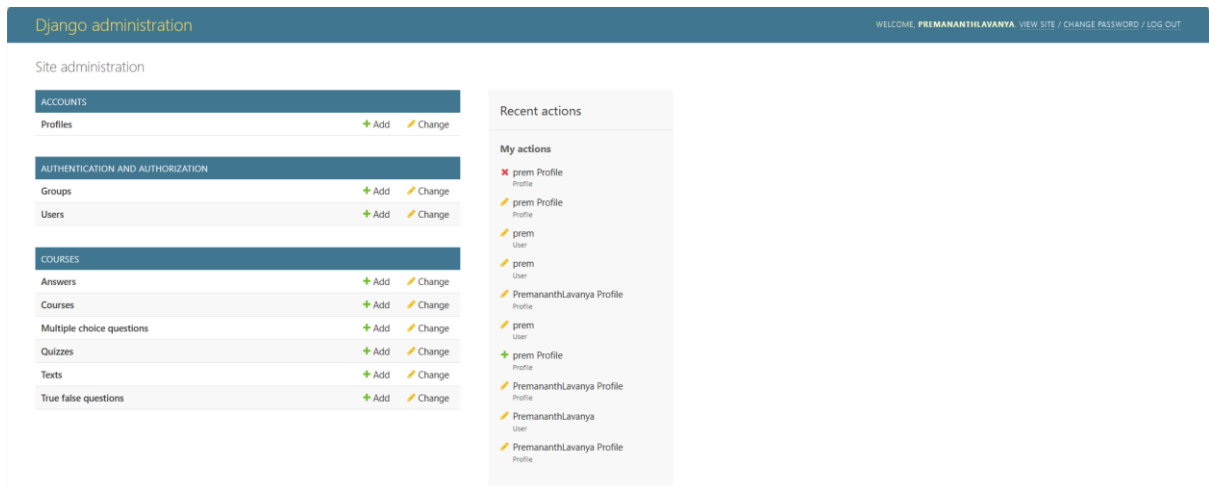 Django administration
WELCOME, PREMANANTHLAVANYA. VIEW SITE / CHANGE PASSWORD / LOG OUT
Site administration
ACCOUNTS
Profiles Add Change
AUTHENTICATION AND AUTHORIZATION
Groups Add Change
Users Add Change
COURSES
Answers Add Change
Courses Add Change
Multiple choice questions Add Change
Quizzes Add Change
Texts Add Change
True false questions Add Change
Recent actions
My actions
prem Profile
Profile
prem Profile
Profile
prem
User
prem
User
PremananthLavanya Profile
Profile
prem
User
prem Profile
Profile
PremananthLavanya Profile
Profile
PremananthLavanya
User
PremananthLavanya Profile
Profile